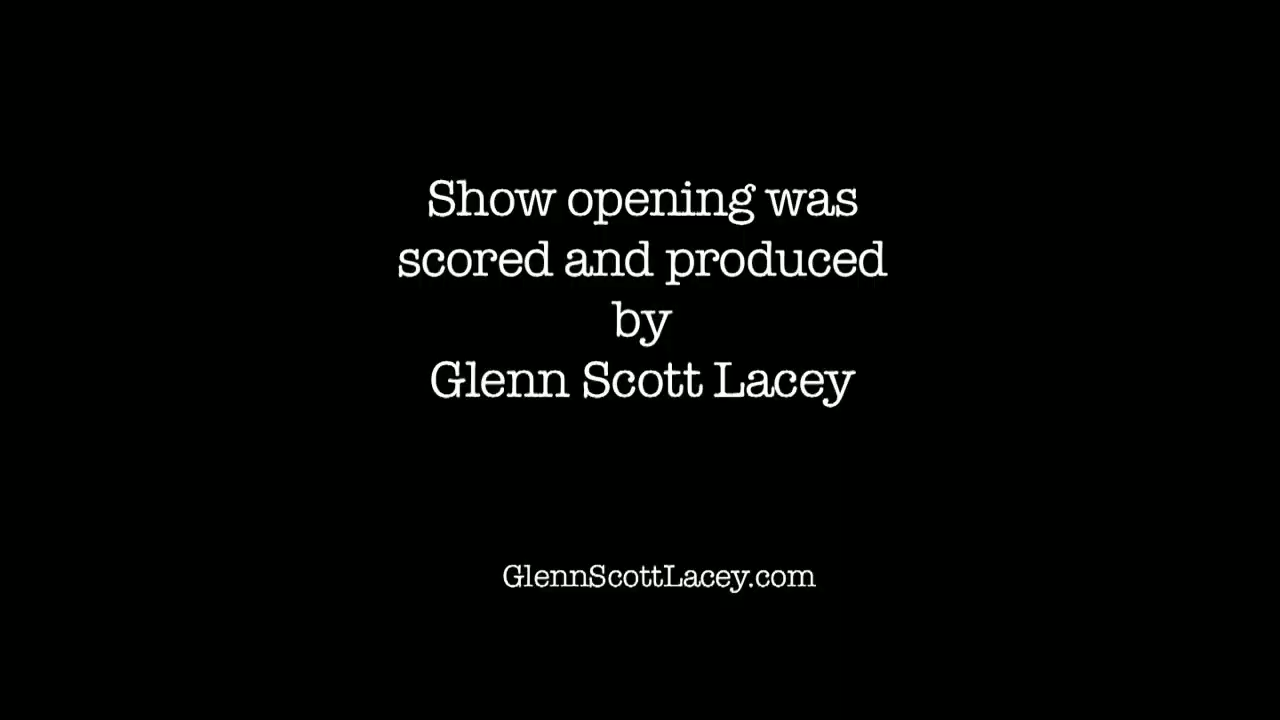 Show opening was
scored and produced
by
Glenn Scott Lacey
GlennScottLacey.com